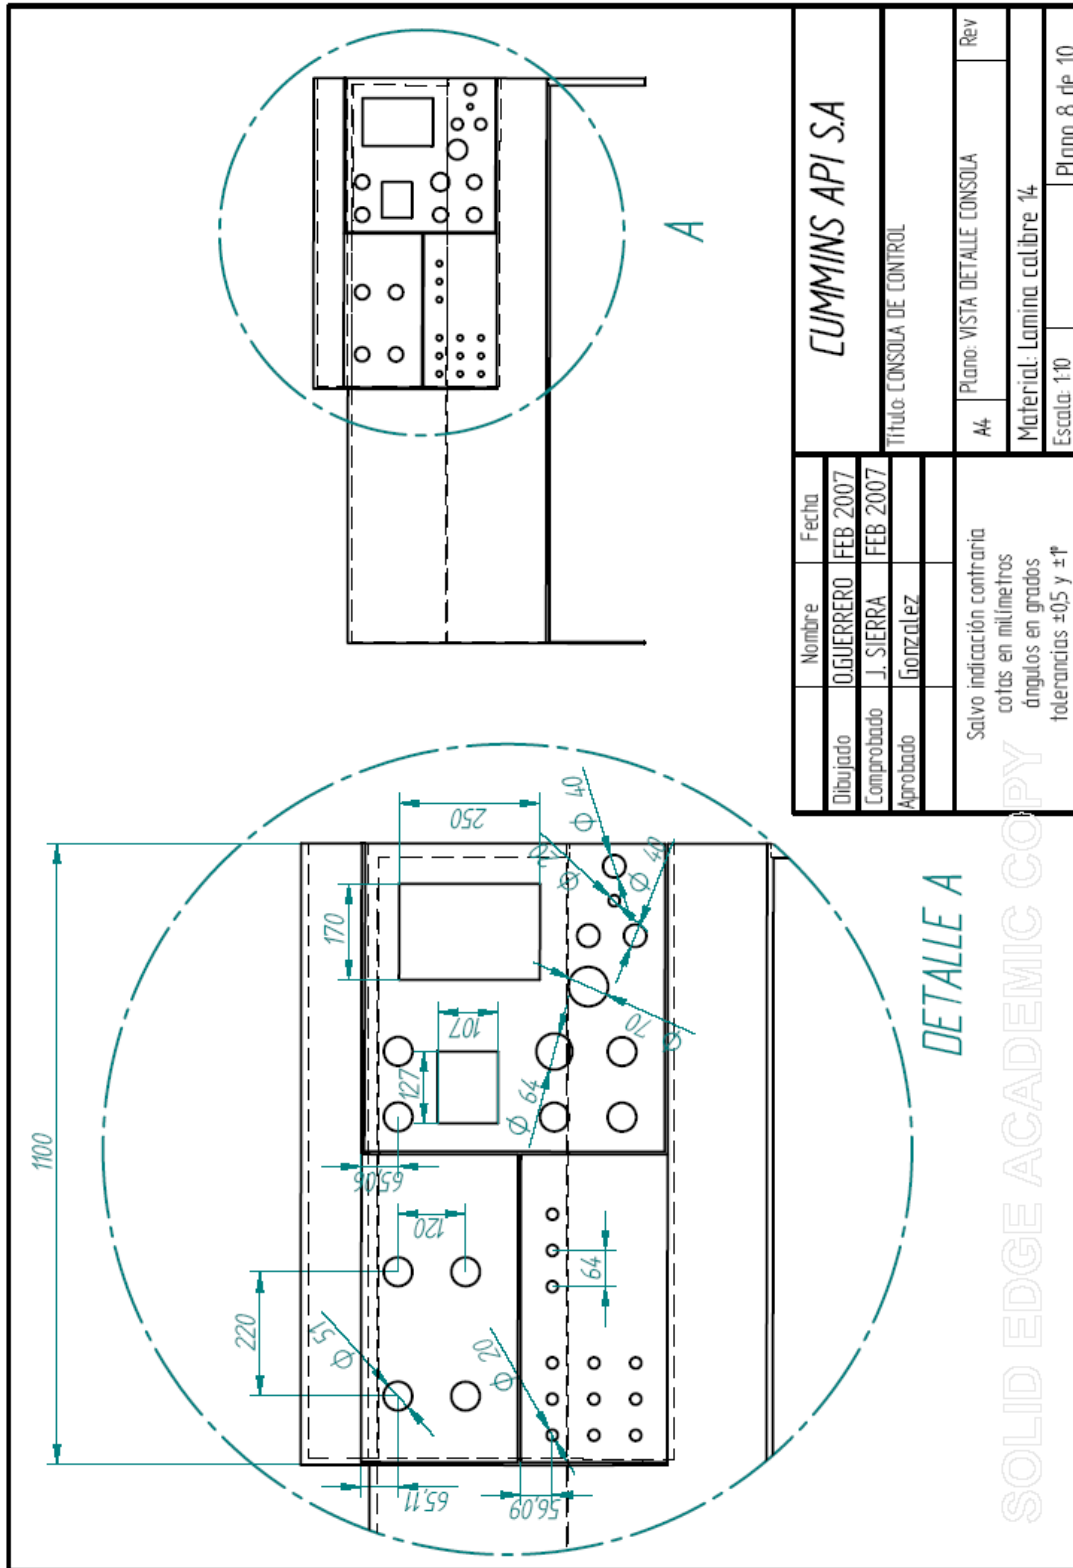 1100
220
Φ 51
65,11
120
65,06
Φ 20
56,09
64
127
107
170
250
Φ 64
70 Φ
Φ 20
Φ 40
Φ 40
DETALLE A
A
Nombre Fecha
Dibujado O.GUERRERO FEB 2007
Comprobado J. SIERRA FEB 2007
Aprobado Gonzalez
Salvo indicación contraria
cotas en milímetros
ángulos en grados
tolerancias ±0,5 y ±1º
CUMMINS API S.A
Título: CONSOLA DE CONTROL
A4 Plano: VISTA DETALLE CONSOLA Rev
Material: Lamina calibre 14
Escala: 1:10 Plano 8 de 10
SOLID EDGE ACADEMIC COPY